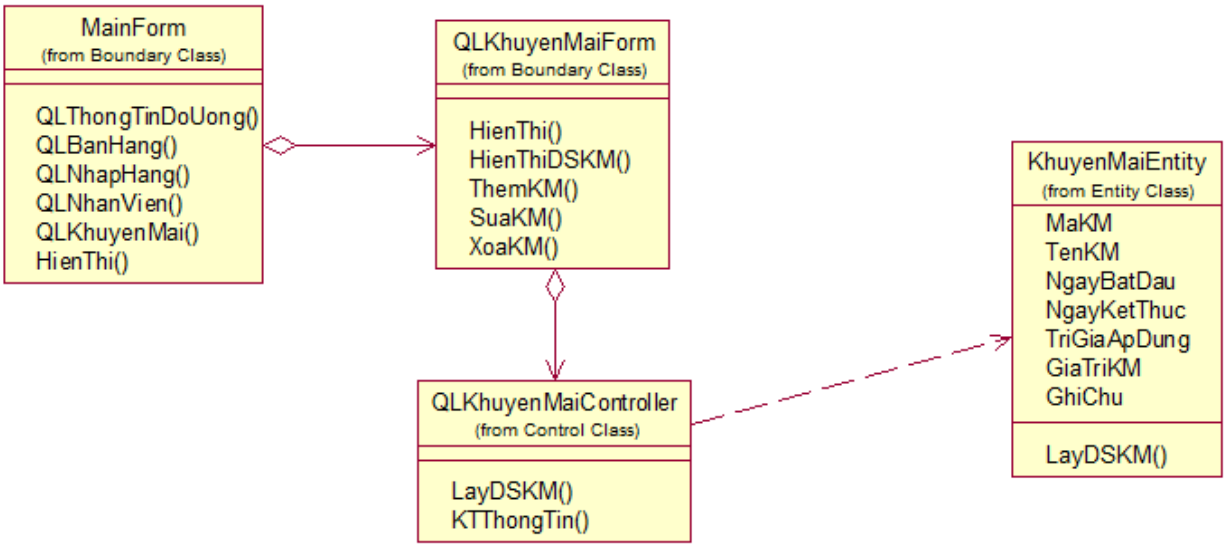 MainForm
(from Boundary Class)
QLThongTinDoUong()
QLBanHang()
QLNhapHang()
QLNhanVien()
QLKhuyenMai()
HienThi()
QLKhuyenMaiForm
(from Boundary Class)
HienThi()
HienThiDSKM()
ThemKM()
SuaKM()
XoaKM()
QLKhuyenMaiController
(from Control Class)
LayDSKM()
KTThongTin()
KhuyenMaiEntity
(from Entity Class)
MaKM
TenKM
NgayBatDau
NgayKetThuc
TriGiaApDung
GiaTriKM
GhiChu
LayDSKM()